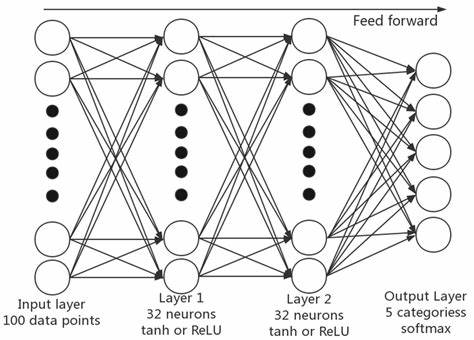 Feed forward
Input layer
100 data points
Layer 1
32 neurons
tanh or ReLU
Layer 2
32 neurons
tanh or ReLU
Output Layer
5 categoriess
softmax